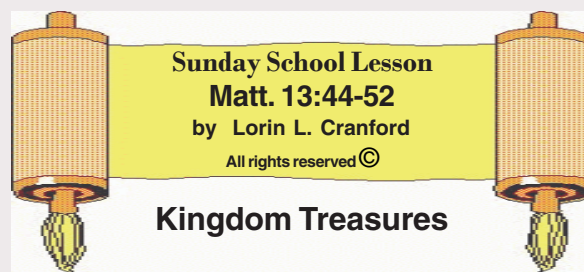 Sunday School Lesson
Matt. 13:44-52
by Lorin L. Cranford
All rights reserved ©
Kingdom Treasures